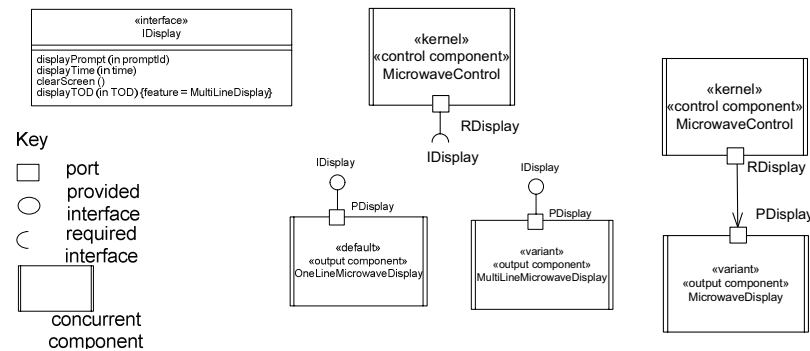 «interface»
IDisplay
displayPrompt (in promptId)
displayTime (in time)
clearScreen ()
displayTOD (in TOD) {feature = MultiLineDisplay}
«kernel»
«control component»
MicrowaveControl
RDisplay
IDisplay
«kernel»
«control component»
MicrowaveControl
RDisplay
PDisplay
«variant»
«output component»
MicrowaveDisplay
Key
port
provided
interface
required
interface
concurrent
component
IDisplay
PDisplay
«default»
«output component»
OneLineMicrowaveDisplay
IDisplay
PDisplay
«variant»
«output component»
MultiLineMicrowaveDisplay